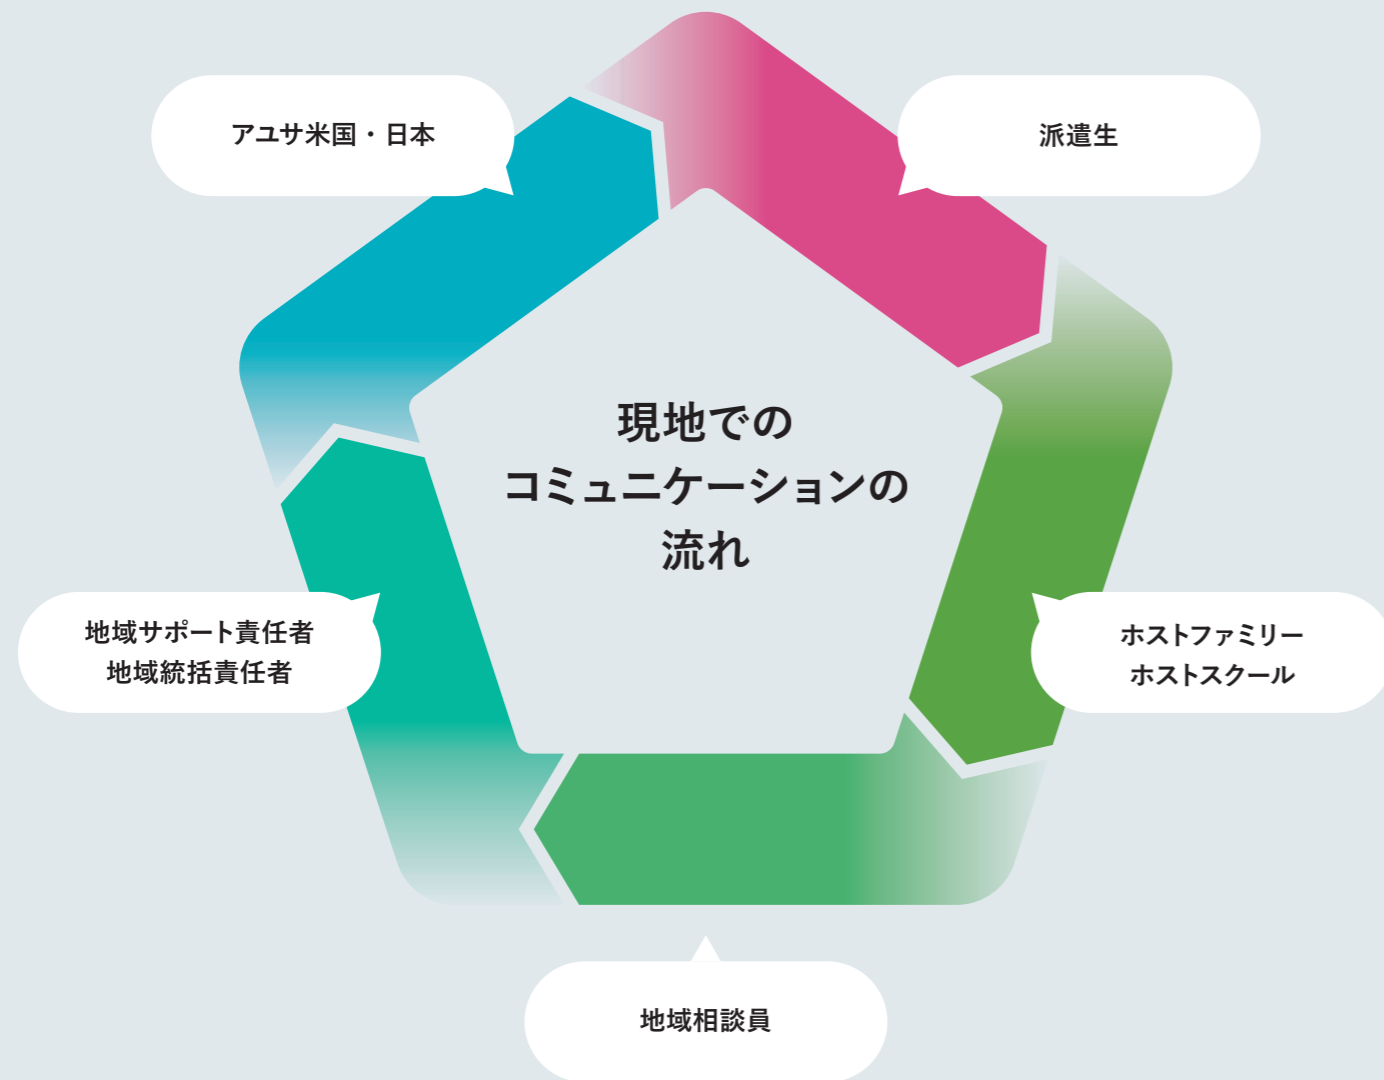 アユサ米国・日本
派遣生
現地での
コミュニケーションの
流れ
地域サポート責任者
地域統括責任者
ホストファミリー
ホストスクール
地域相談員